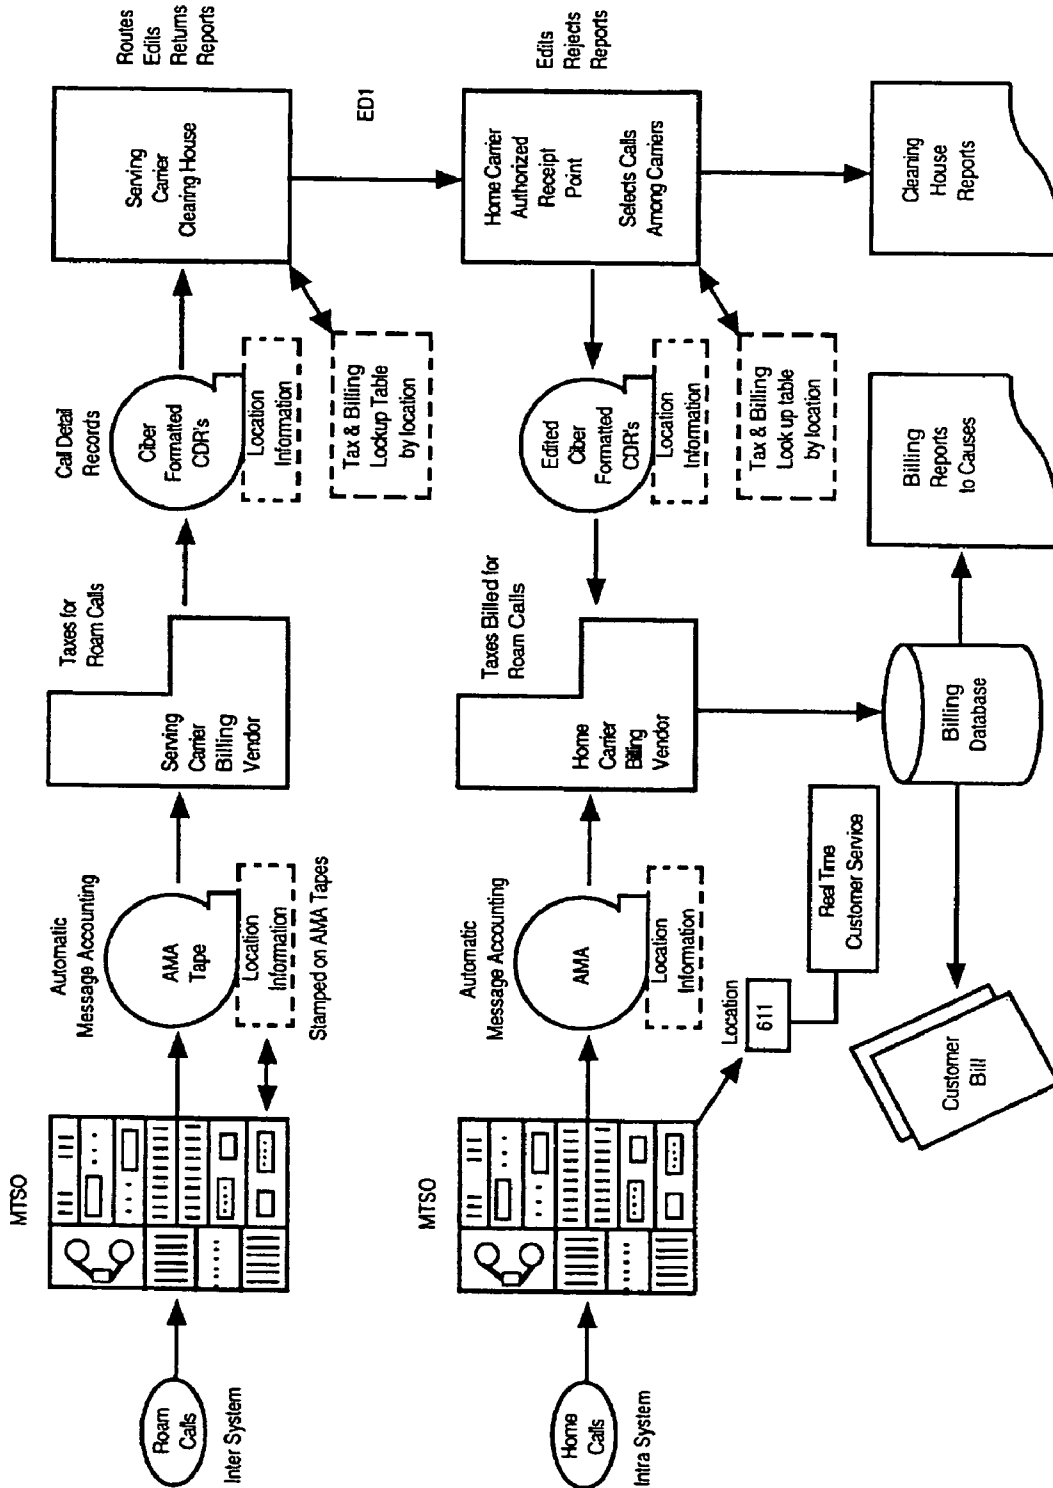 MTSO
Roam
Calls
Inter System
Automatic
Message Accounting
AMA
Tape
Location
Information
Stamped on AMA Tapes
Taxes for
Roam Calls
Serving
Carrier
Billing
Vendor
Call Detail
Records
Ciber
Formatted
CDR's
Location
Information
Tax & Billing
Lookup Table
by location
Serving
Carrier
Clearing House
Routes
Edits
Returns
Reports
ED1
MTSO
Home
Calls
Intra System
Automatic
Message Accounting
AMA
Location
Information
Location
611
Real Time
Customer Service
Taxes Billed for
Roam Calls
Home
Carrier
Billing
Vendor
Edited
Ciber
Formatted
CDR's
Location
Information
Tax & Billing
Look up table
by location
Home Carrier
Authorized
Receipt
Point
Selects Calls
Among Carriers
Edits
Rejects
Reports
Customer
Bill
Billing
Database
Billing
Reports
to Causes
Cleaning
House
Reports